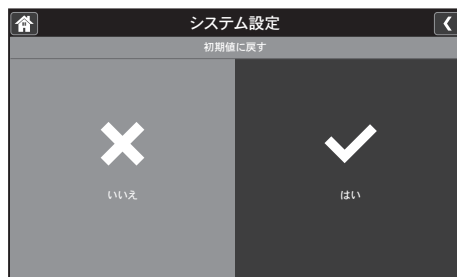 システム設定
初期値に戻す
いいえ
はい